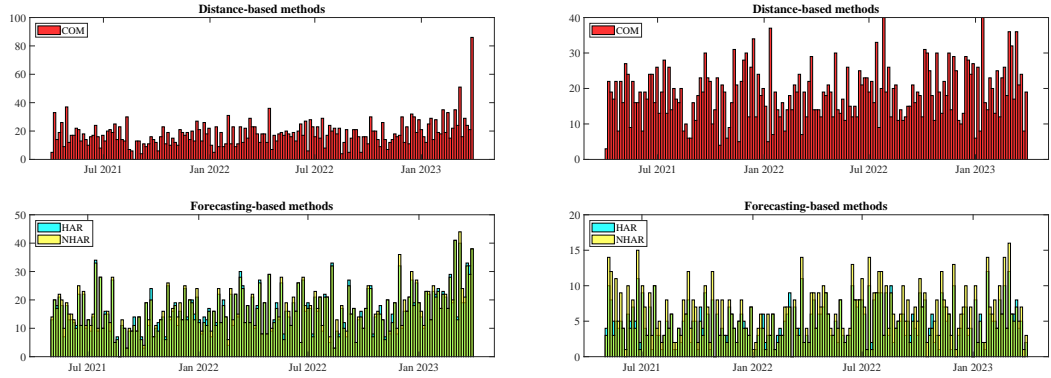 Distance-based methods
100
80
60
40
20
0
COM
Jul 2021
Jan 2022
Jul 2022
Jan 2023
Distance-based methods
40
30
20
10
0
COM
Jul 2021
Jan 2022
Jul 2022
Jan 2023
Forecasting-based methods
50
40
30
20
10
0
HAR
NHAR
Jul 2021
Jan 2022
Jul 2022
Jan 2023
Forecasting-based methods
20
15
10
5
0
HAR
NHAR
Jul 2021
Jan 2022
Jul 2022
Jan 2023